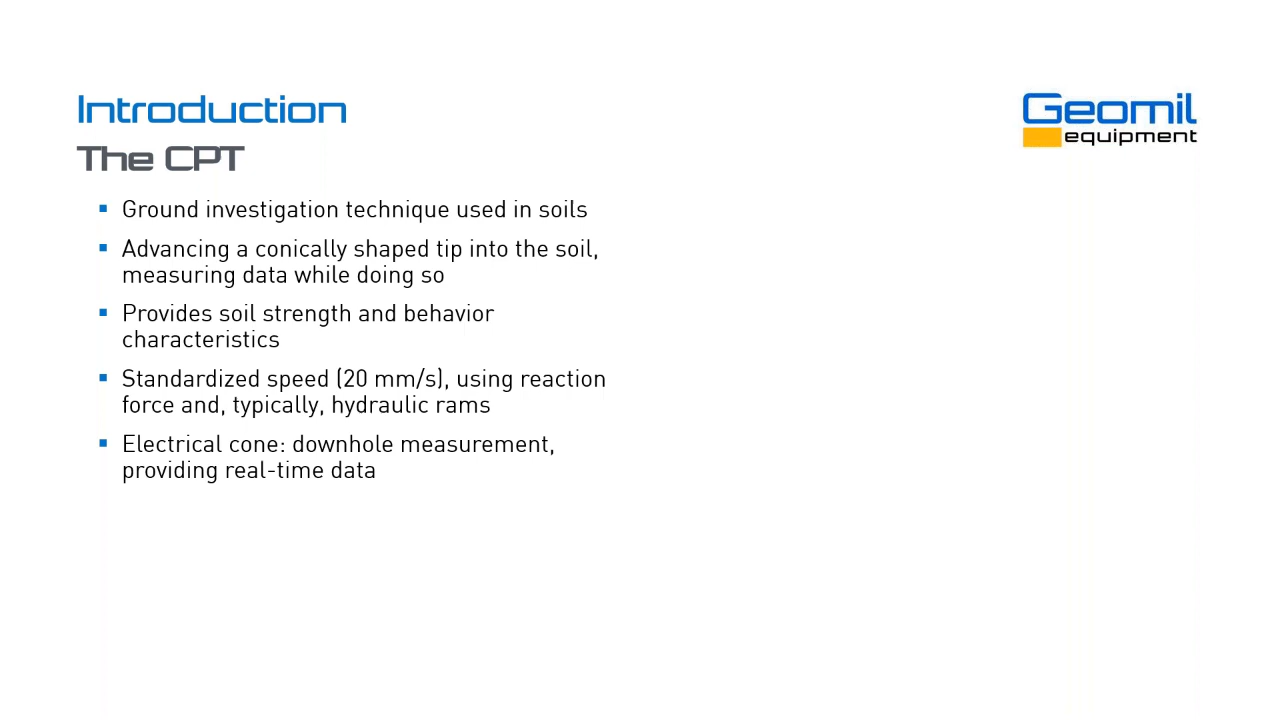 Introduction
The CPT
Geomil
equipment
Ground investigation technique used in soils
Advancing a conically shaped tip into the soil,
measuring data while doing so
Provides soil strength and behavior
characteristics
Standardized speed (20 mm/s), using reaction
force and, typically, hydraulic rams
Electrical cone: downhole measurement,
providing real-time data